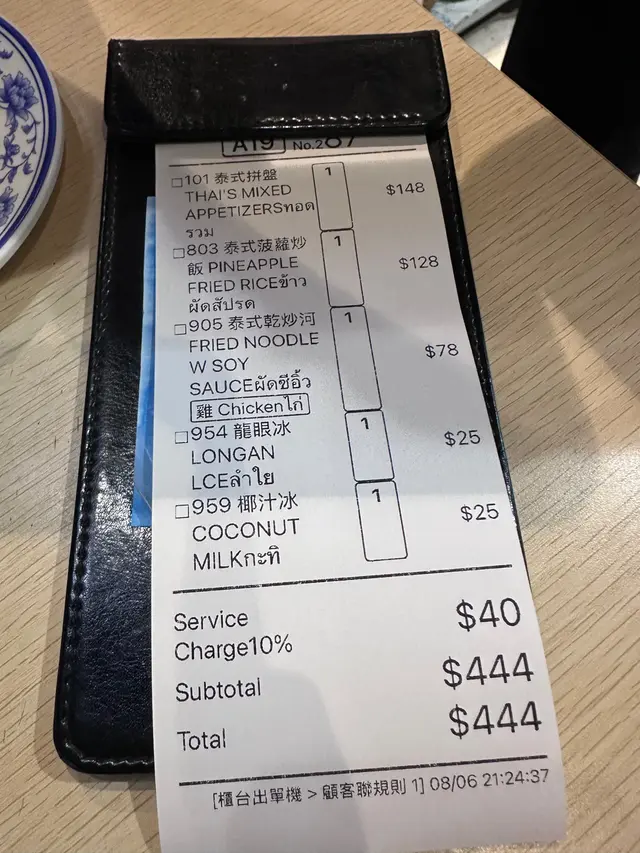 A19 No.287
□101 泰式拼盤 1 $148
THAI'S MIXED
APPETIZERSทอด
รวม
□803 泰式菠蘿炒 1 $128
飯 PINEAPPLE
FRIED RICEข้าว
ผัดสัปรด
□905 泰式乾炒河 1 $78
FRIED NOODLE
W SOY
SAUCEผัดซีอิ้ว
雞 Chickenไก่
□954 龍眼冰 1 $25
LONGAN
LCEลำใย
□959 椰汁冰 1 $25
COCONUT
MILKกะทิ
Service $40
Charge10%
Subtotal $444
Total $444
[櫃台出單機 > 顧客聯規則 1] 08/06 21:24:37